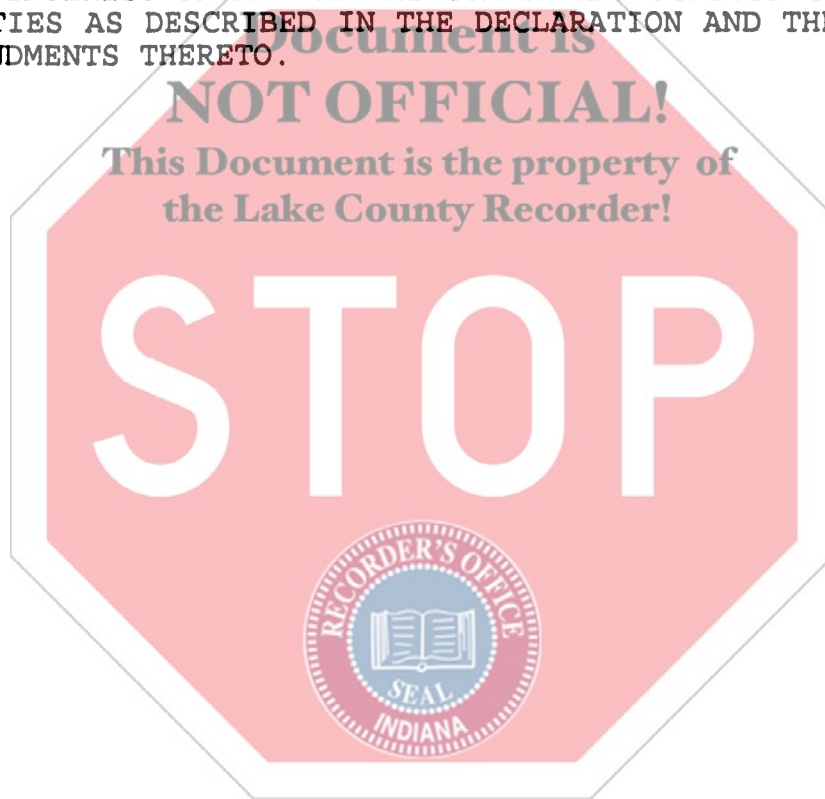 TIES AS DESCRIBED IN THE DECLARATION AND THE
DMENTS THERETO.
Document is
NOT OFFICIAL!
This Document is the property of
the Lake County Recorder!
STOP
RECORDER'S OFFICE
SEAL
INDIANA